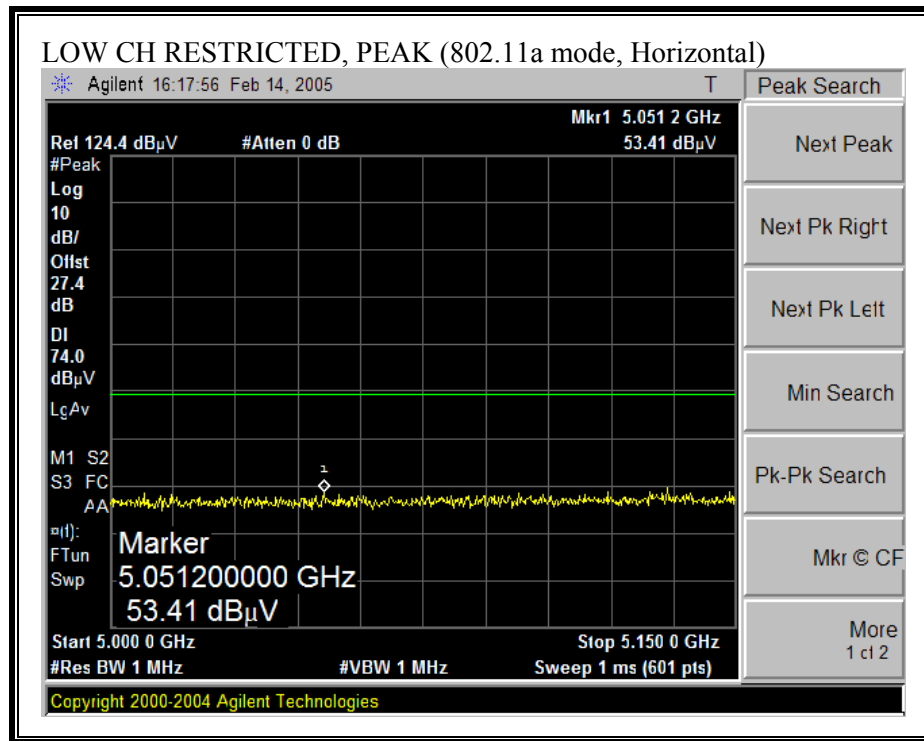 LOW CH RESTRICTED, PEAK (802.11a mode, Horizontal)
Agilent 16:17:56 Feb 14, 2005 T
Peak Search
Mkr1 5.051 2 GHz
Ref 124.4 dBµV #Atten 0 dB 53.41 dBµV
#Peak
Log
10
dB/
Offst
27.4
dB
DI
74.0
dBµV
LgAv
M1 S2
S3 FC
AA
¤(f):
FTun
Swp
1
Marker
5.051200000 GHz
53.41 dBµV
Start 5.000 0 GHz Stop 5.150 0 GHz
#Res BW 1 MHz #VBW 1 MHz Sweep 1 ms (601 pts)
Copyright 2000-2004 Agilent Technologies
Next Peak
Next Pk Right
Next Pk Left
Min Search
Pk-Pk Search
Mkr © CF
More
1 of 2